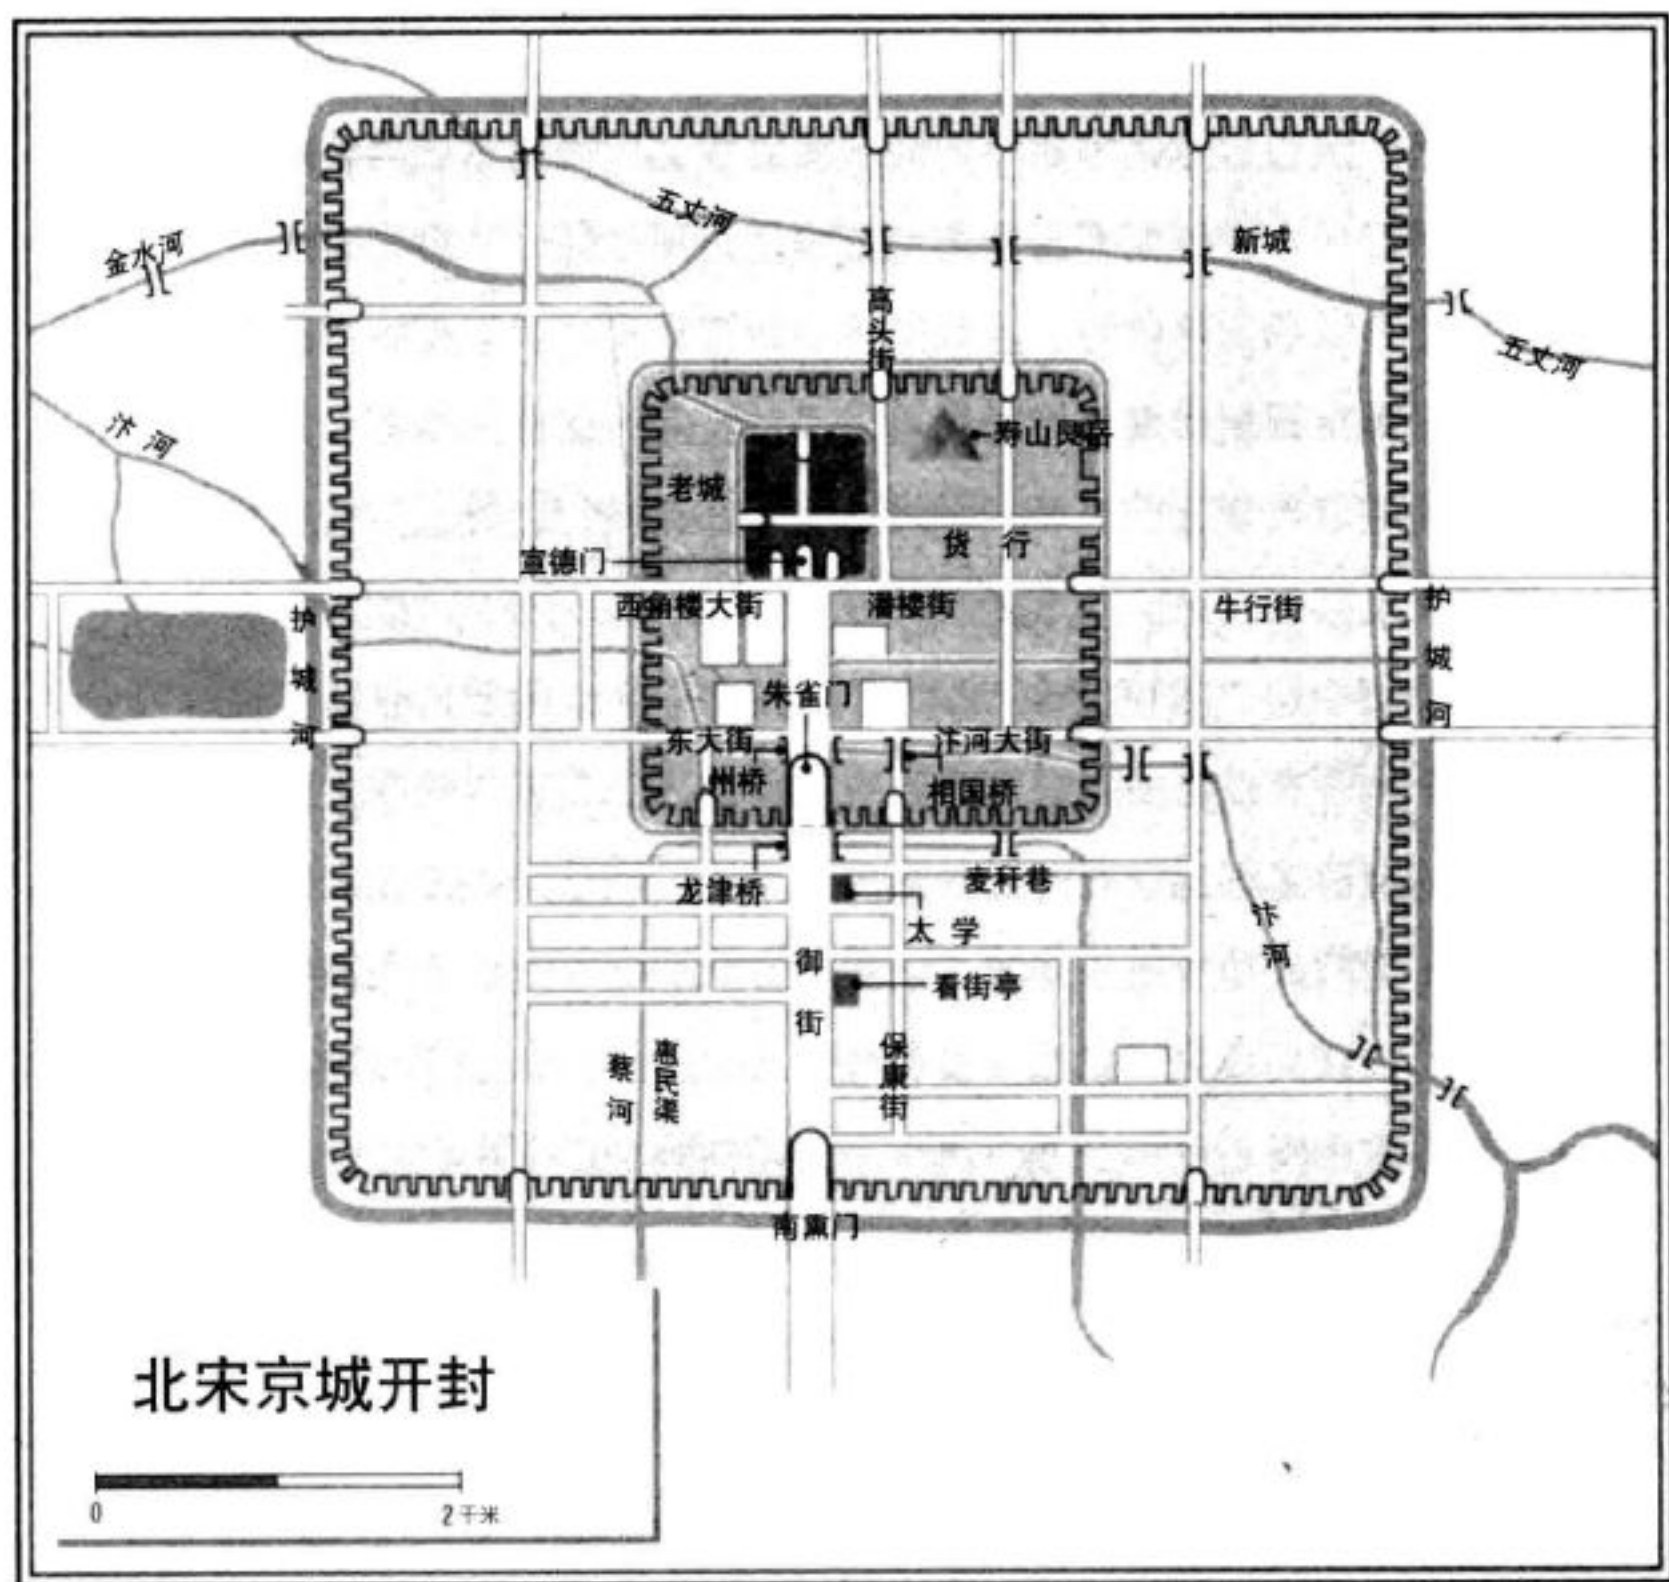 五丈河
金水河
新城
高头街
五丈河
汴河
寿山艮岳
老城
货行
宣德门
护城河
西角楼大街
潘楼街
牛行街
护城河
朱雀门
东大街
汴河大街
州桥
相国桥
龙津桥
麦秆巷
太学
汴河
御街
看街亭
蔡河
惠民渠
保康街
南熏门
北宋京城开封
0
2千米